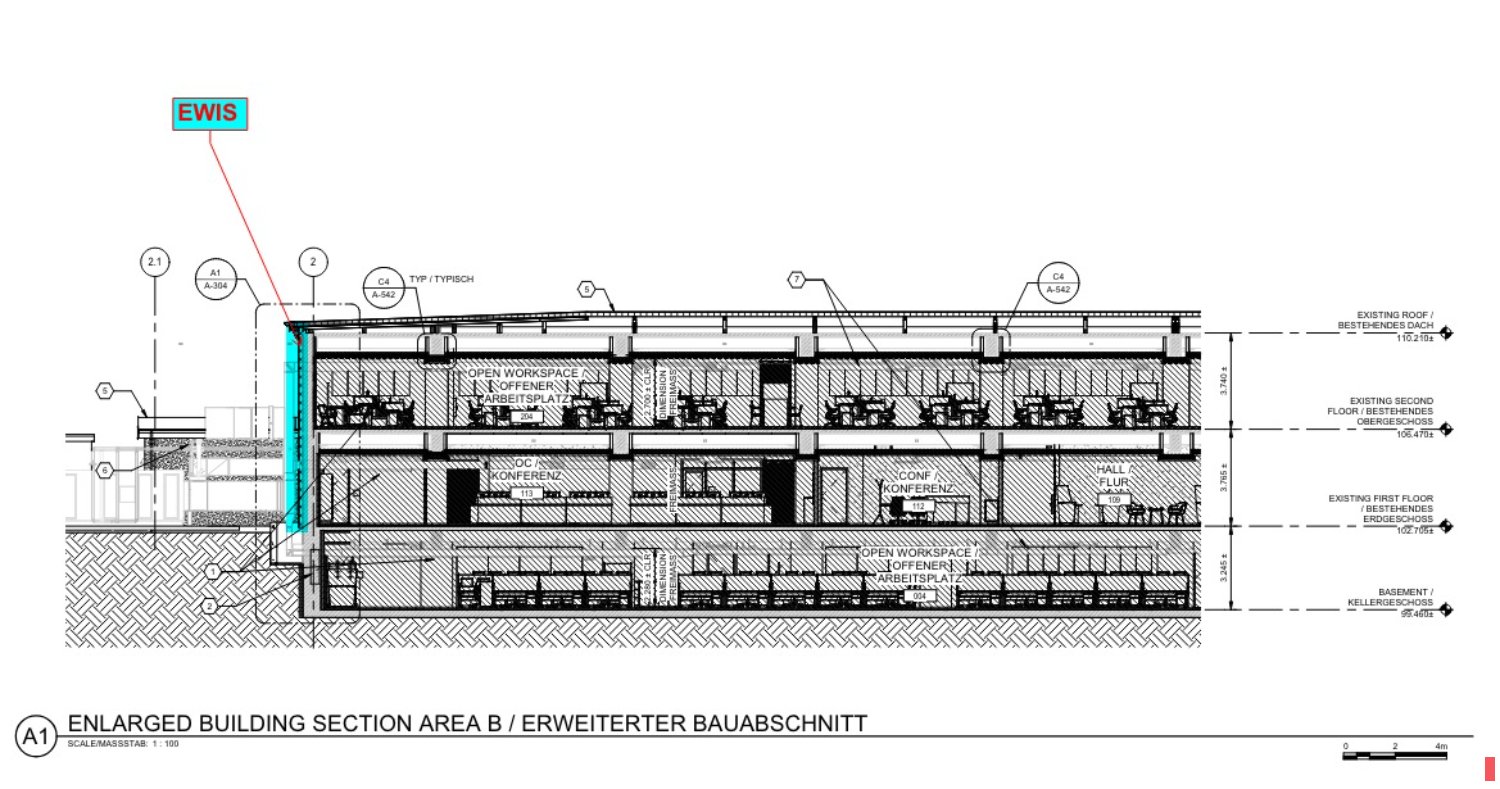 EWIS
2.1
A1
A-304
2
C4
A-542
TYP / TYPISCH
5
7
C4
A-542
EXISTING ROOF /
BESTEHENDES DACH
110.210±
3.740 ±
OPEN WORKSPACE /
OFFENER
ARBEITSPLATZ
204
CLR
DIMENSION
FREIMASS
5
EXISTING SECOND
FLOOR / BESTEHENDES
OBERGESCHOSS
106.470±
6
3.765 ±
OC /
KONFERENZ
113
FREIMASS
CONF /
KONFERENZ
112
HALL /
FLUR
109
EXISTING FIRST FLOOR
/ BESTEHENDES
ERDGESCHOSS
102.705±
1
2
2.280 ± CLR
DIMENSION
FREIMASS
OPEN WORKSPACE /
OFFENER
ARBEITSPLATZ
004
3.245 ±
BASEMENT /
KELLERGESCHOSS
99.460±
A1
ENLARGED BUILDING SECTION AREA B / ERWEITERTER BAUABSCHNITT
SCALE/MASSSTAB: 1 : 100
0 2 4m